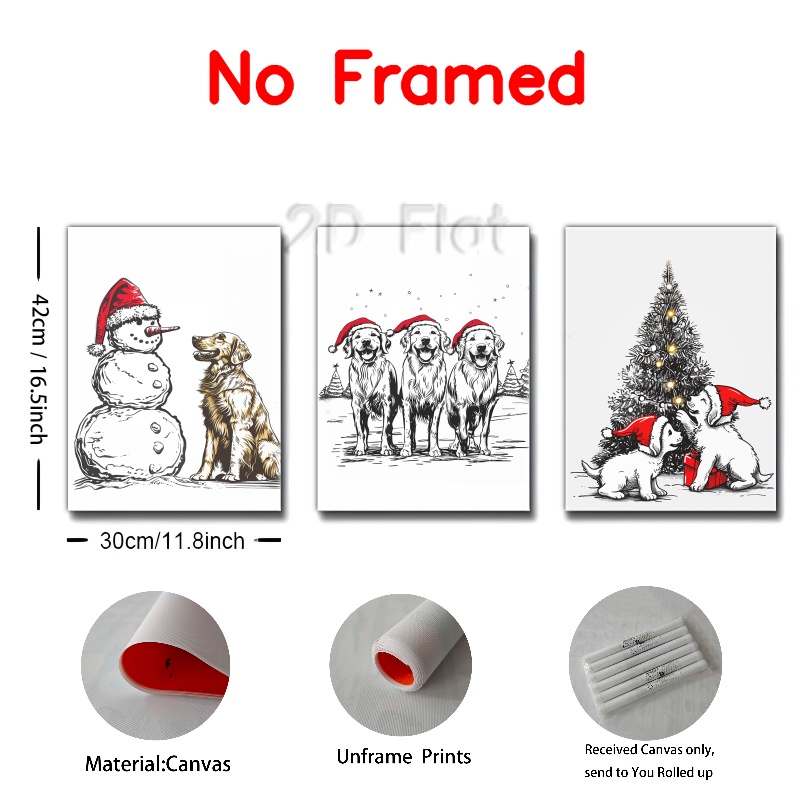 No Framed
2D Flat
42cm / 16.5inch
30cm/11.8inch
Material:Canvas
Unframe Prints
Received Canvas only,
send to You Rolled up